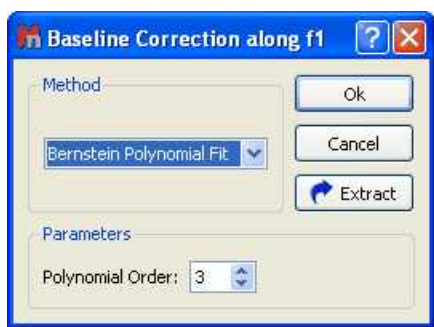 Baseline Correction along f1
Method
Bernstein Polynomial Fit
Ok
Cancel
Extract
Parameters
Polynomial Order: 3